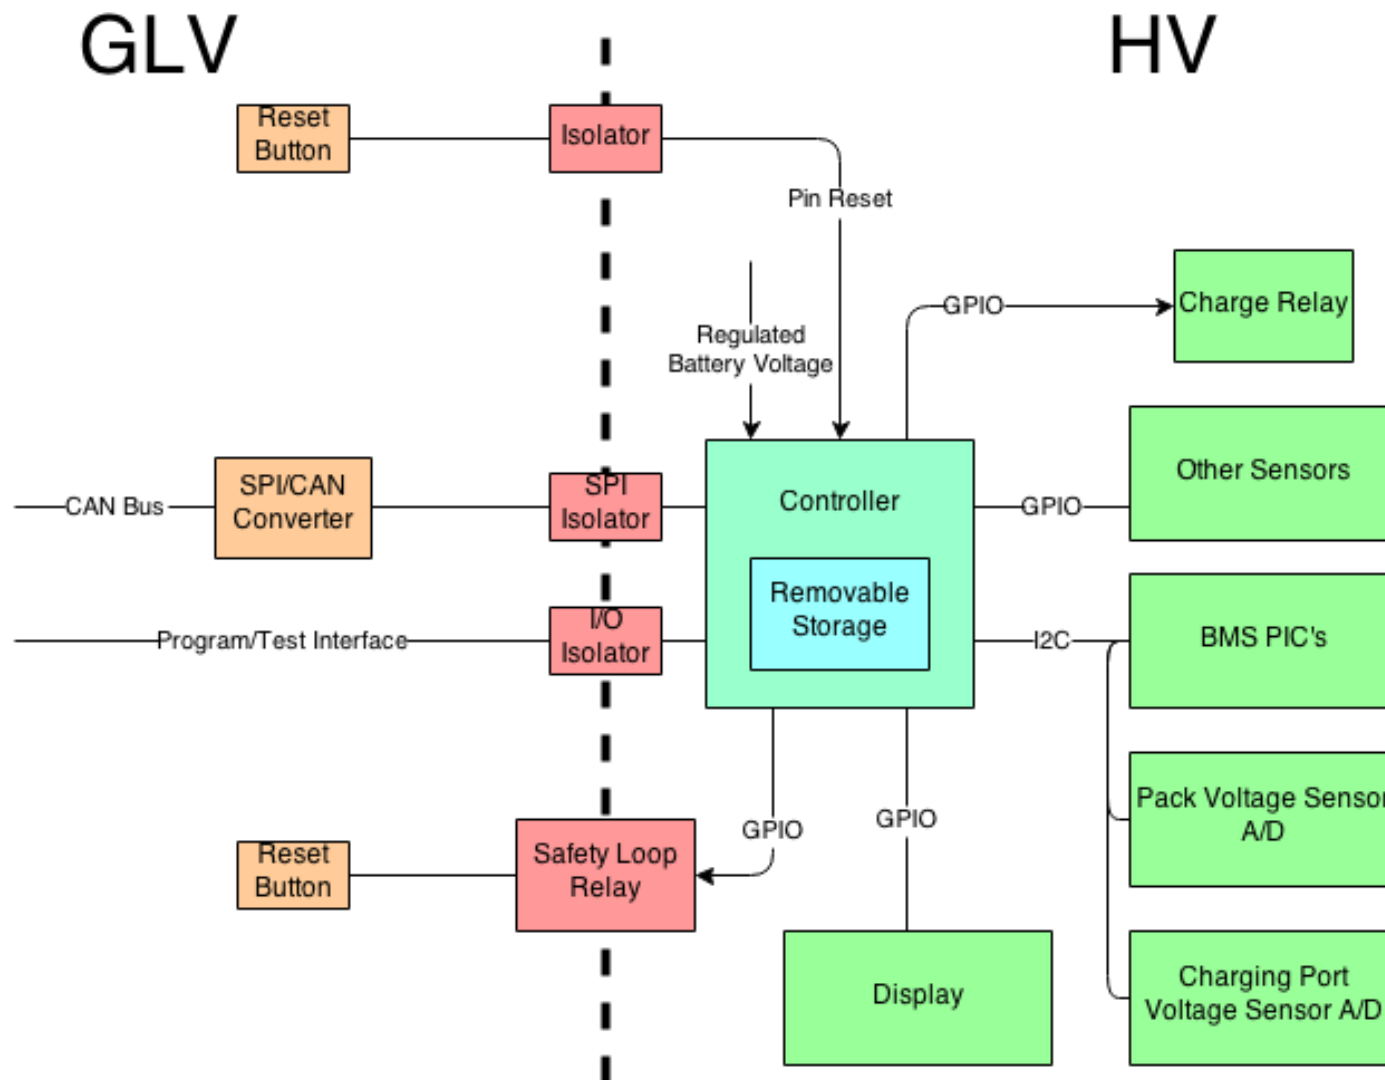 GLV
HV
Reset
Button
Isolator
Pin Reset
Regulated
Battery Voltage
GPIO
Charge Relay
CAN Bus
SPI/CAN
Converter
SPI
Isolator
Controller
GPIO
Other Sensors
Program/Test Interface
I/O
Isolator
Removable
Storage
I2C
BMS PIC's
Pack Voltage Sensor
A/D
Reset
Button
Safety Loop
Relay
GPIO
GPIO
Display
Charging Port
Voltage Sensor A/D